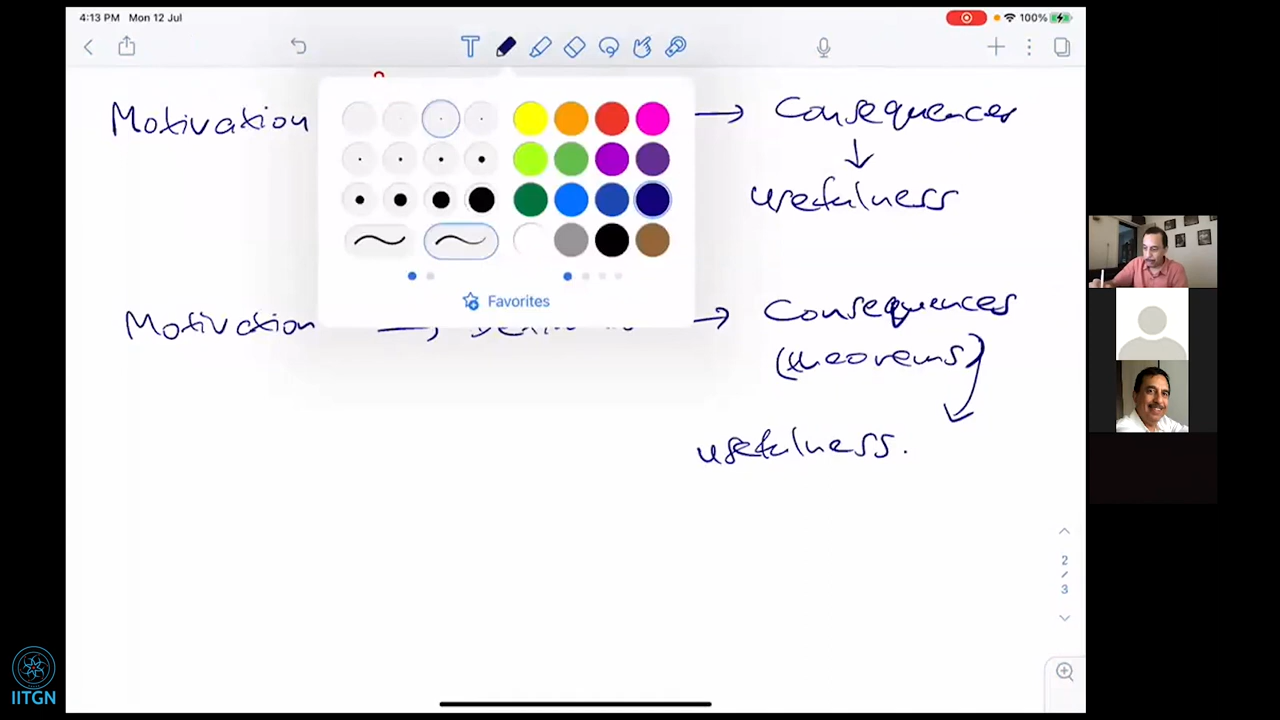 4:13 PM Mon 12 Jul
100%
Motivation → Consequences
↓
usefulness
Favorites
Motivation → → Consequences
(theorems)
usefulness.
2
/
3
IITGN